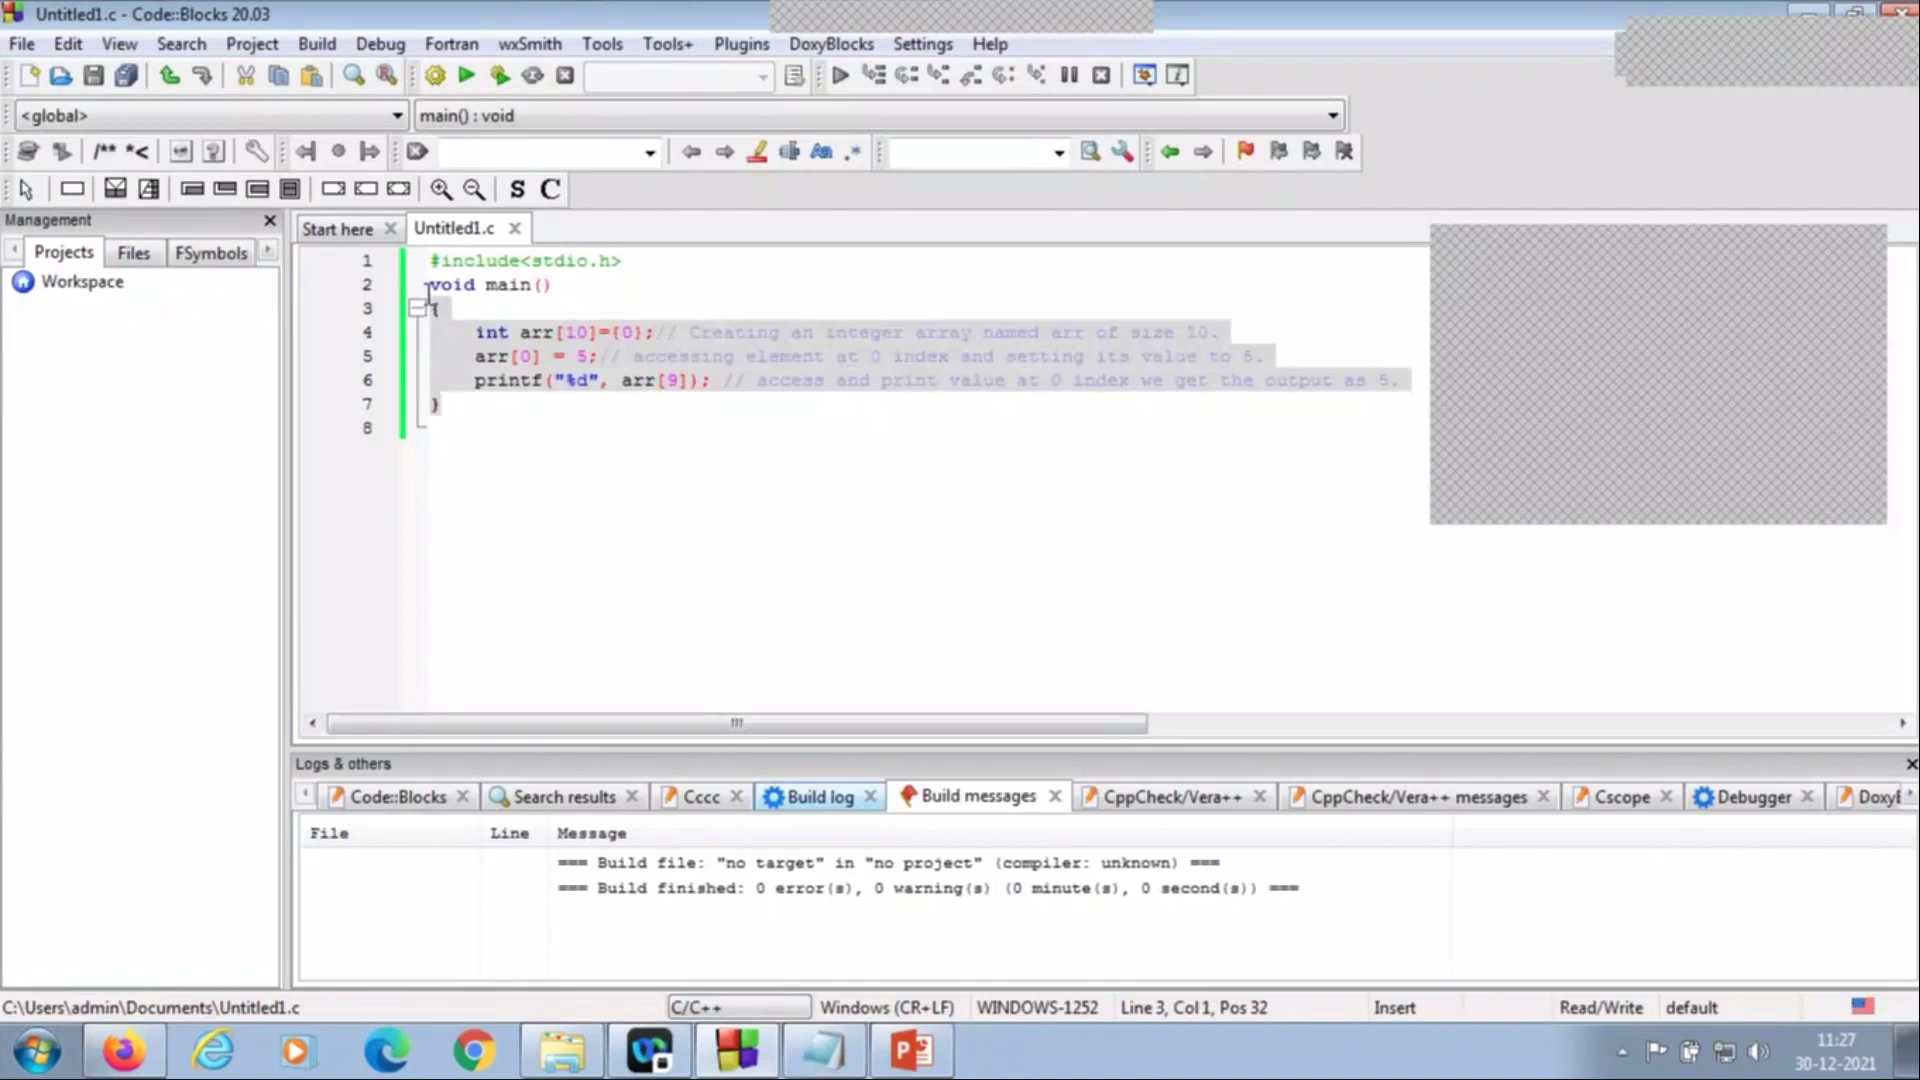 Untitled1.c - Code::Blocks 20.03
File Edit View Search Project Build Debug Fortran wxSmith Tools Tools+ Plugins DoxyBlocks Settings Help
<global> main() : void
/** *<
S C
Management
Projects Files FSymbols
Workspace
Start here Untitled1.c
1 #include<stdio.h>
2 void main()
3 {
4 int arr[10]={0};// Creating an integer array named arr of size 10.
5 arr[0] = 5;// accessing element at 0 index and setting its value to 5.
6 printf("%d", arr[9]); // access and print value at 0 index we get the output as 5.
7 }
8
Logs & others
Code::Blocks Search results Cccc Build log Build messages CppCheck/Vera++ CppCheck/Vera++ messages Cscope Debugger DoxyB
File Line Message
=== Build file: "no target" in "no project" (compiler: unknown) ===
=== Build finished: 0 error(s), 0 warning(s) (0 minute(s), 0 second(s)) ===
C:\Users\admin\Documents\Untitled1.c C/C++ Windows (CR+LF) WINDOWS-1252 Line 3, Col 1, Pos 32 Insert Read/Write default
11:27
30-12-2021